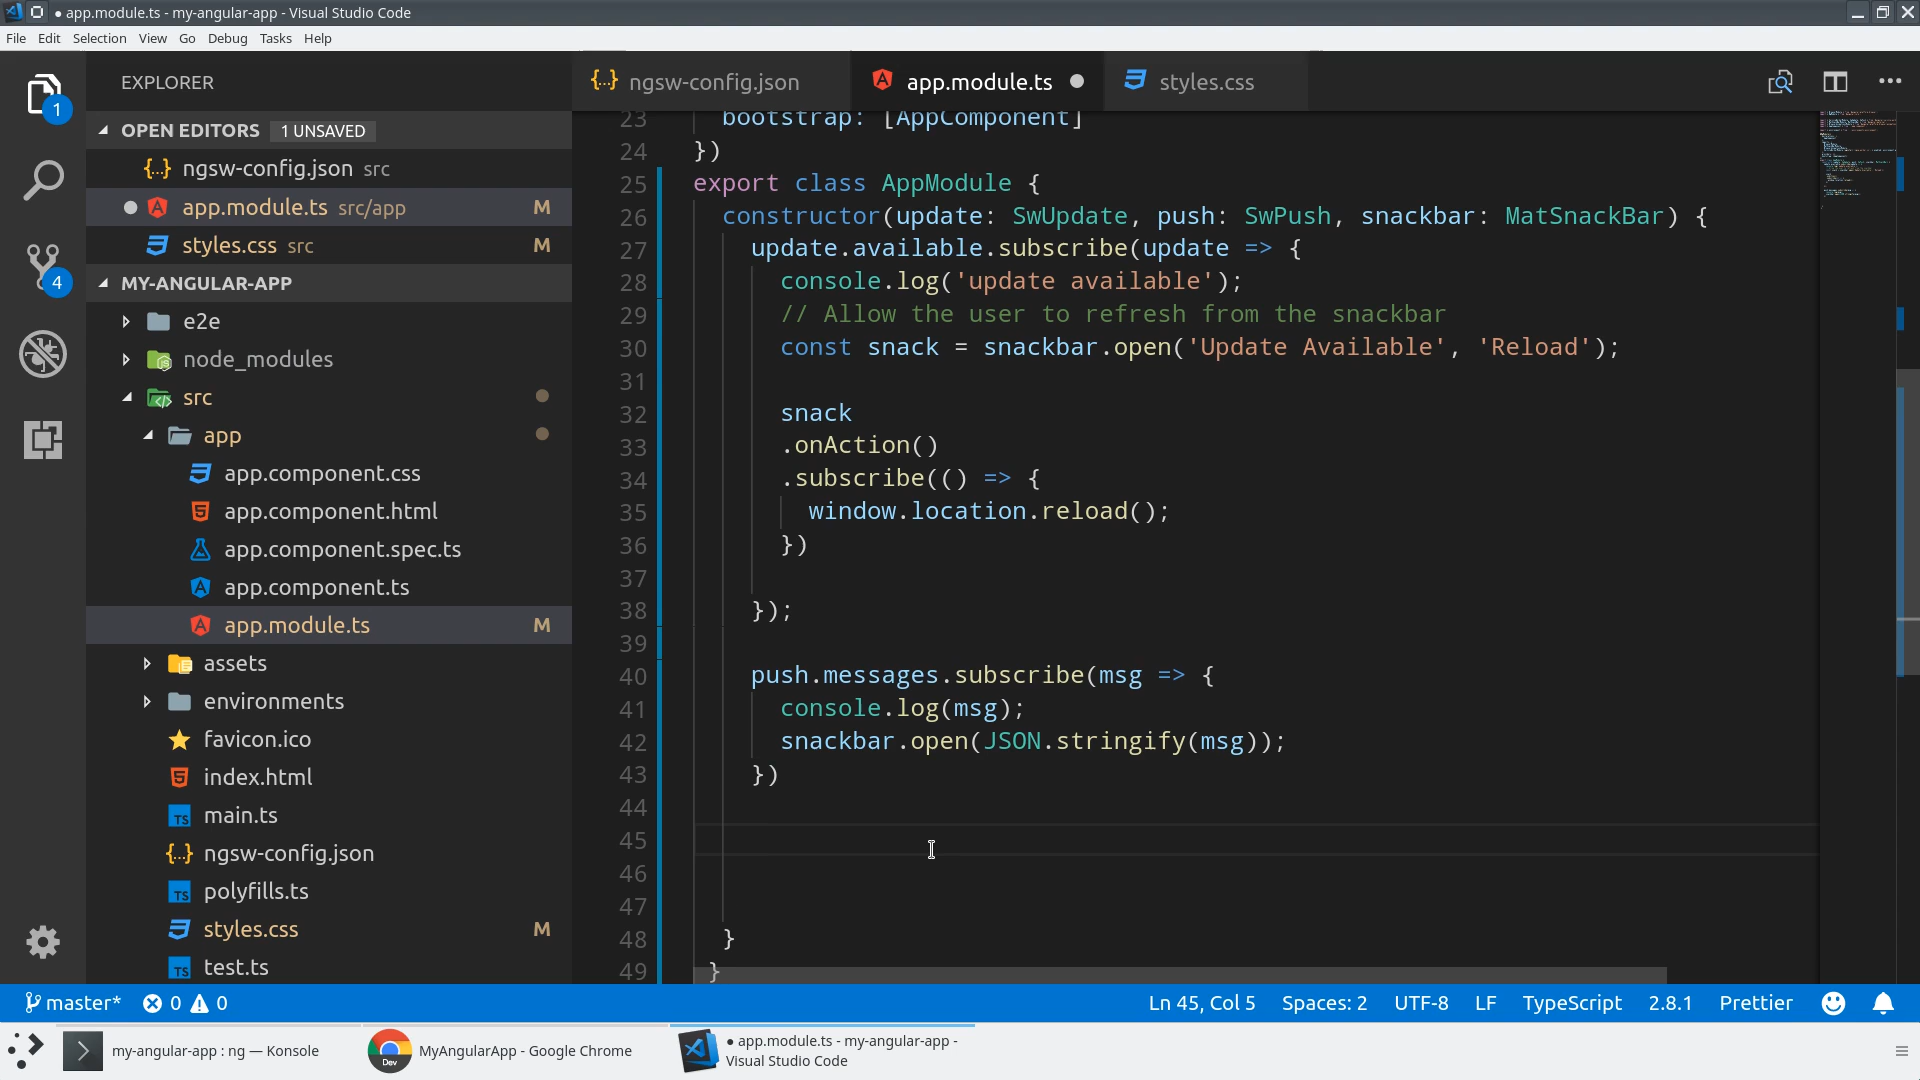 ● app.module.ts - my-angular-app - Visual Studio Code
File Edit Selection View Go Debug Tasks Help
EXPLORER
1
OPEN EDITORS 1 UNSAVED
{..} ngsw-config.json src
app.module.ts src/app M
styles.css src M
4
MY-ANGULAR-APP
e2e
node_modules
src
app
app.component.css
app.component.html
app.component.spec.ts
app.component.ts
app.module.ts M
assets
environments
favicon.ico
index.html
TS main.ts
{..} ngsw-config.json
TS polyfills.ts
styles.css M
TS test.ts
{..} ngsw-config.json
app.module.ts ●
styles.css
23 bootstrap: [AppComponent]
24 })
25 export class AppModule {
26 constructor(update: SwUpdate, push: SwPush, snackbar: MatSnackBar) {
27 update.available.subscribe(update => {
28 console.log('update available');
29 // Allow the user to refresh from the snackbar
30 const snack = snackbar.open('Update Available', 'Reload');
31
32 snack
33 .onAction()
34 .subscribe(() => {
35 window.location.reload();
36 })
37
38 });
39
40 push.messages.subscribe(msg => {
41 console.log(msg);
42 snackbar.open(JSON.stringify(msg));
43 })
44
45
46
47
48 }
49 }
master* 0 0 Ln 45, Col 5 Spaces: 2 UTF-8 LF TypeScript 2.8.1 Prettier
my-angular-app : ng — Konsole
Dev
MyAngularApp - Google Chrome
● app.module.ts - my-angular-app -
Visual Studio Code